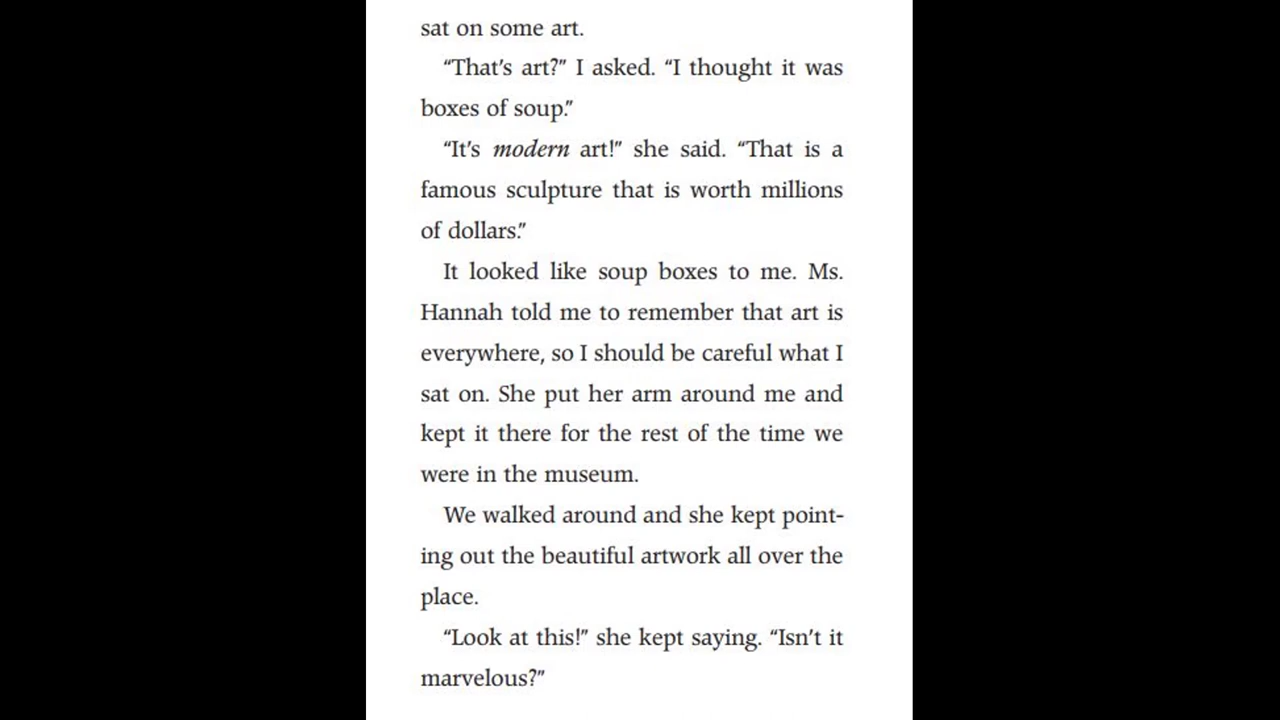 sat on some art.
“That’s art?” I asked. “I thought it was
boxes of soup.”
“It’s modern art!” she said. “That is a
famous sculpture that is worth millions
of dollars.”
It looked like soup boxes to me. Ms.
Hannah told me to remember that art is
everywhere, so I should be careful what I
sat on. She put her arm around me and
kept it there for the rest of the time we
were in the museum.
We walked around and she kept point-
ing out the beautiful artwork all over the
place.
“Look at this!” she kept saying. “Isn’t it
marvelous?”